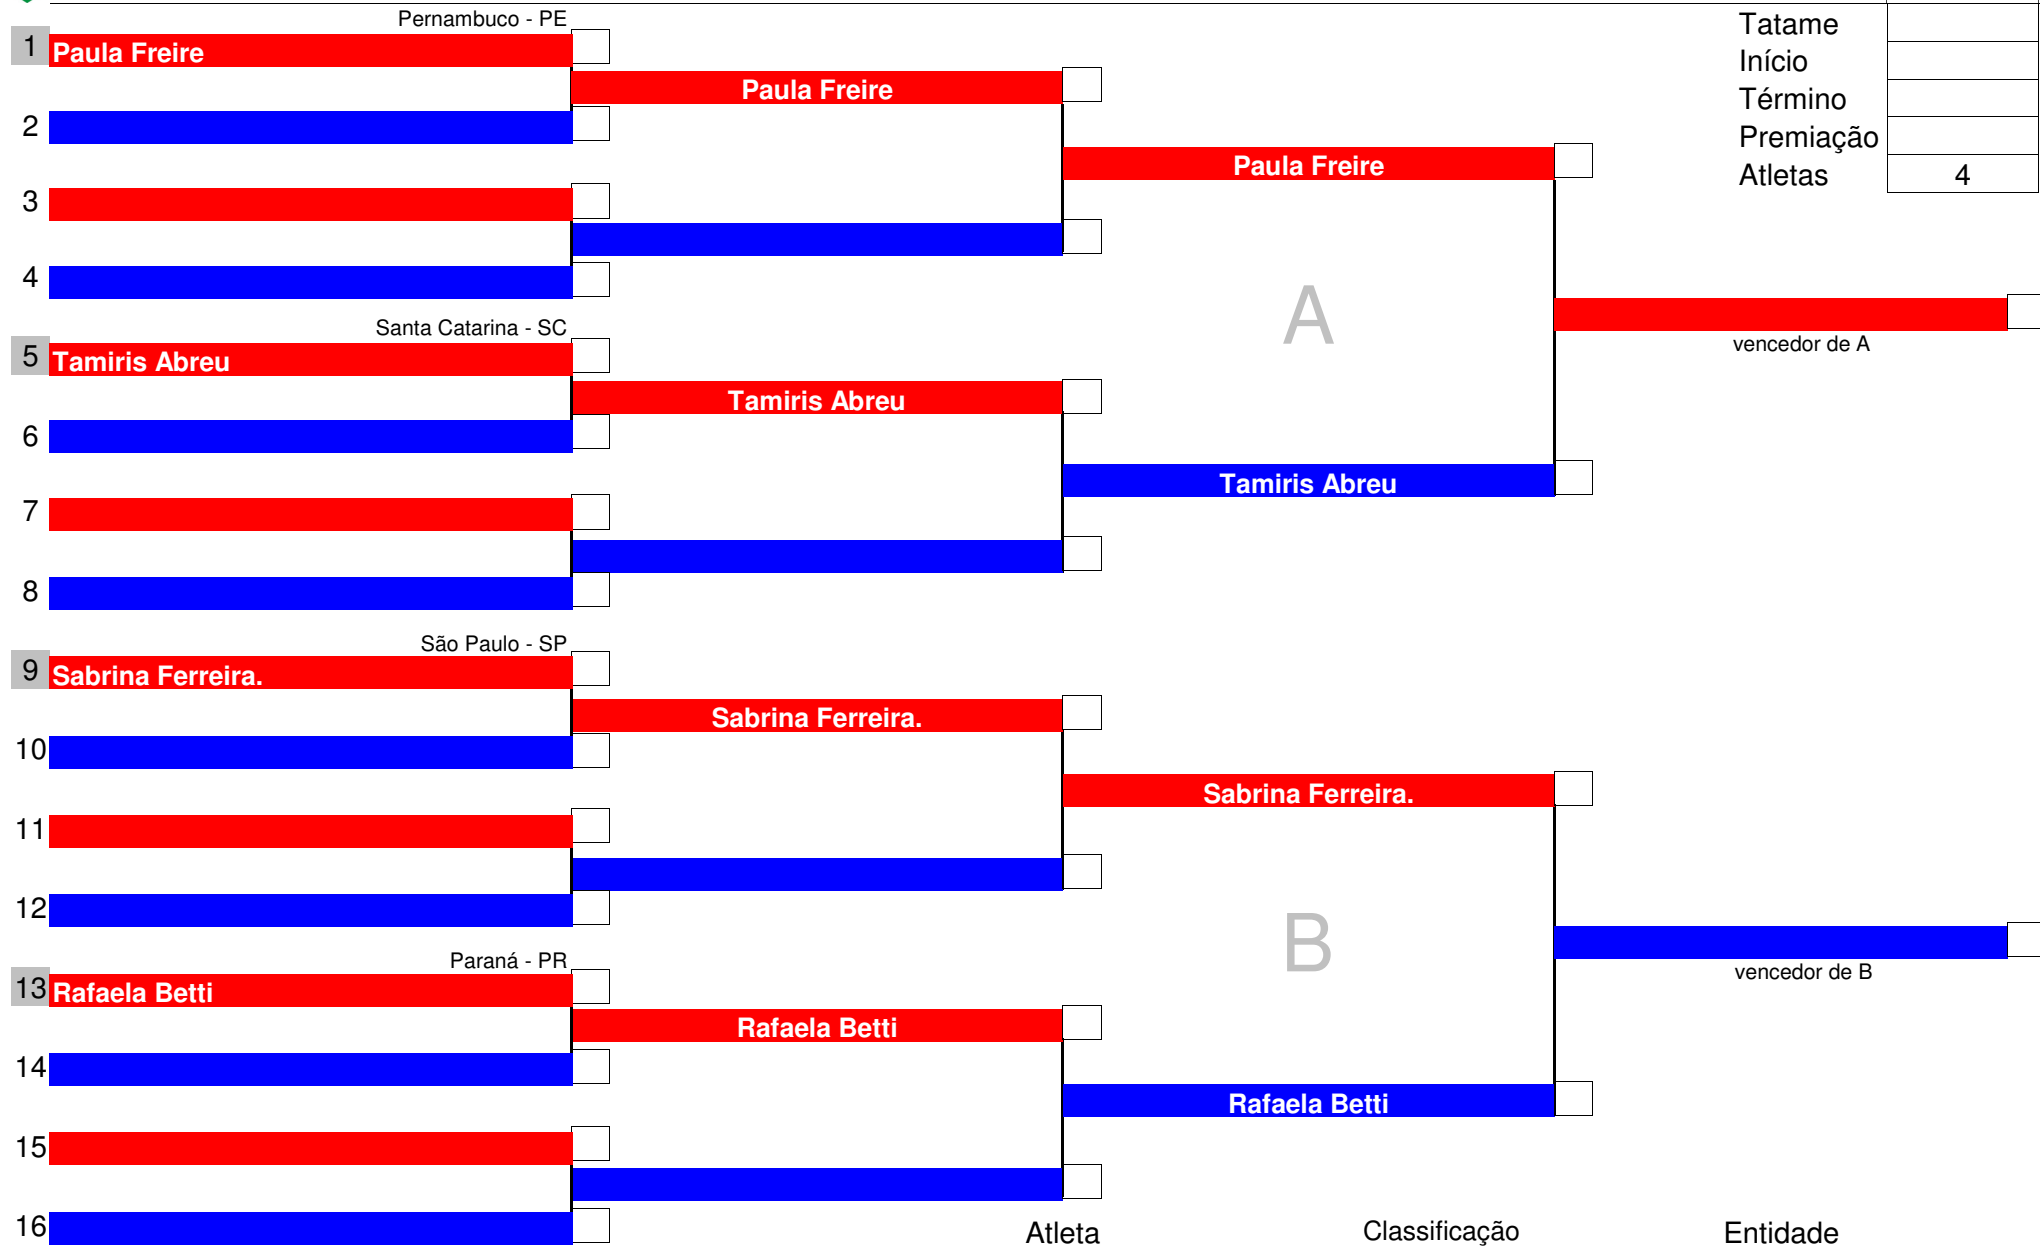 Pernambuco - PE
Tatame
1 Paula Freire
Início
Paula Freire
Término
2
Premiação
Paula Freire
Atletas 4
3
4
A
Santa Catarina - SC
vencedor de A
5 Tamiris Abreu
Tamiris Abreu
6
Tamiris Abreu
7
8
São Paulo - SP
9 Sabrina Ferreira.
Sabrina Ferreira.
10
Sabrina Ferreira.
11
12
B
Paraná - PR
vencedor de B
13 Rafaela Betti
Rafaela Betti
14
Rafaela Betti
15
16
Atleta Classificação Entidade